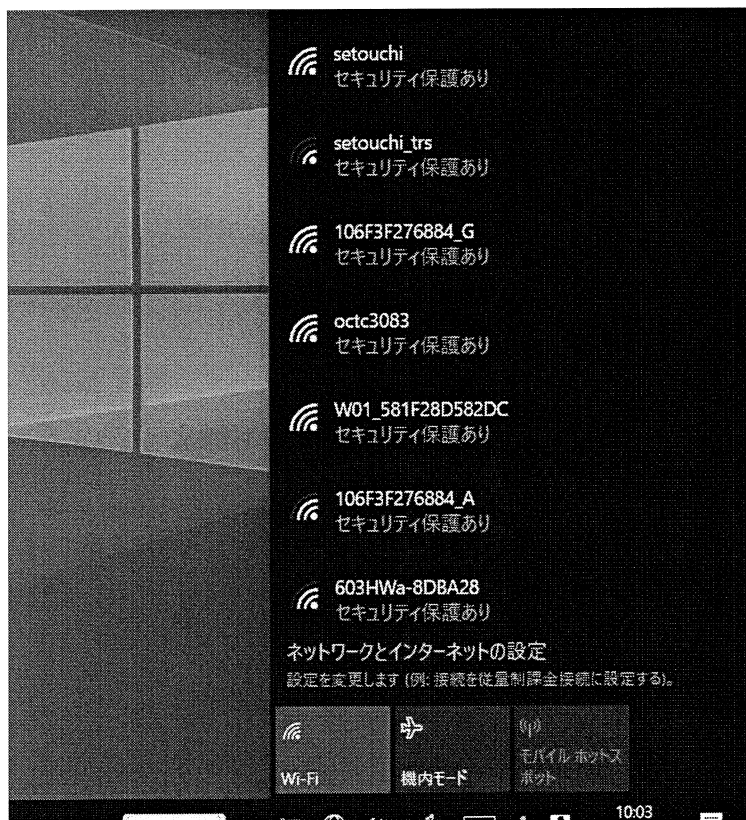 setouchi
セキュリティ保護あり
setouchi_trs
セキュリティ保護あり
106F3F276884_G
セキュリティ保護あり
octc3083
セキュリティ保護あり
W01_581F28D582DC
セキュリティ保護あり
106F3F276884_A
セキュリティ保護あり
603HWa-8DBA28
セキュリティ保護あり
ネットワークとインターネットの設定
設定を変更します (例: 接続を従量制課金接続に設定する)。
Wi-Fi
機内モード
モバイル ホットス
ポット
10:03